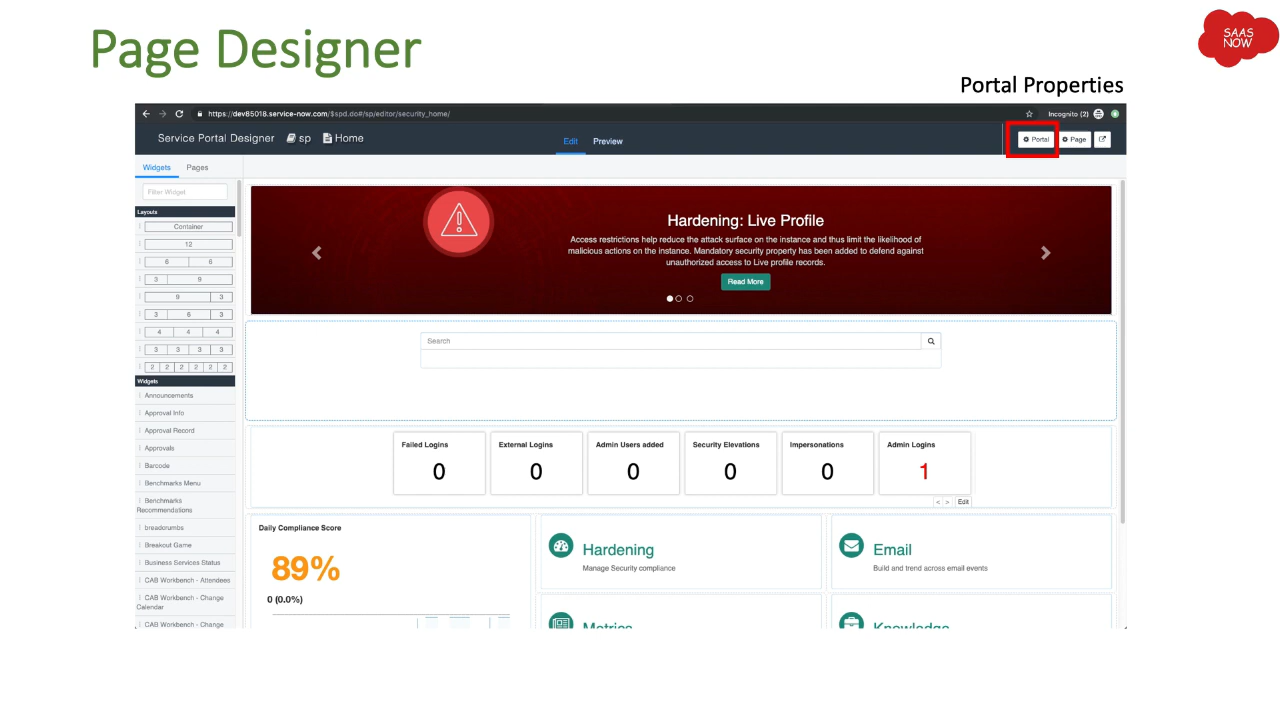 Page Designer
SAAS
NOW
Portal Properties
https://dev85018.service-now.com/$spd.do#/sp/editor/security_home/
Incognito (2)
Service Portal Designer
sp
Home
Edit
Preview
Portal
Page
Widgets
Pages
Filter Widget
Layouts
Container
12
6 6
3 9
9 3
3 6 3
4 4 4
3 3 3 3
2 2 2 2 2 2
Widgets
Announcements
Approval Info
Approval Record
Approvals
Barcode
Benchmarks Menu
Benchmarks
Recommendations
breadcrumbs
Breakout Game
Business Services Status
CAB Workbench - Attendees
CAB Workbench - Change
Calendar
CAB Workbench - Change
Hardening: Live Profile
Access restrictions help reduce the attack surface on the instance and thus limit the likelihood of
malicious actions on the instance. Mandatory security property has been added to defend against
unauthorized access to Live profile records.
Read More
Search
Failed Logins
0
External Logins
0
Admin Users added
0
Security Elevations
0
Impersonations
0
Admin Logins
1
< > Edit
Daily Compliance Score
89%
0 (0.0%)
Hardening
Manage Security compliance
Email
Build and trend across email events
Metrics
Knowledge